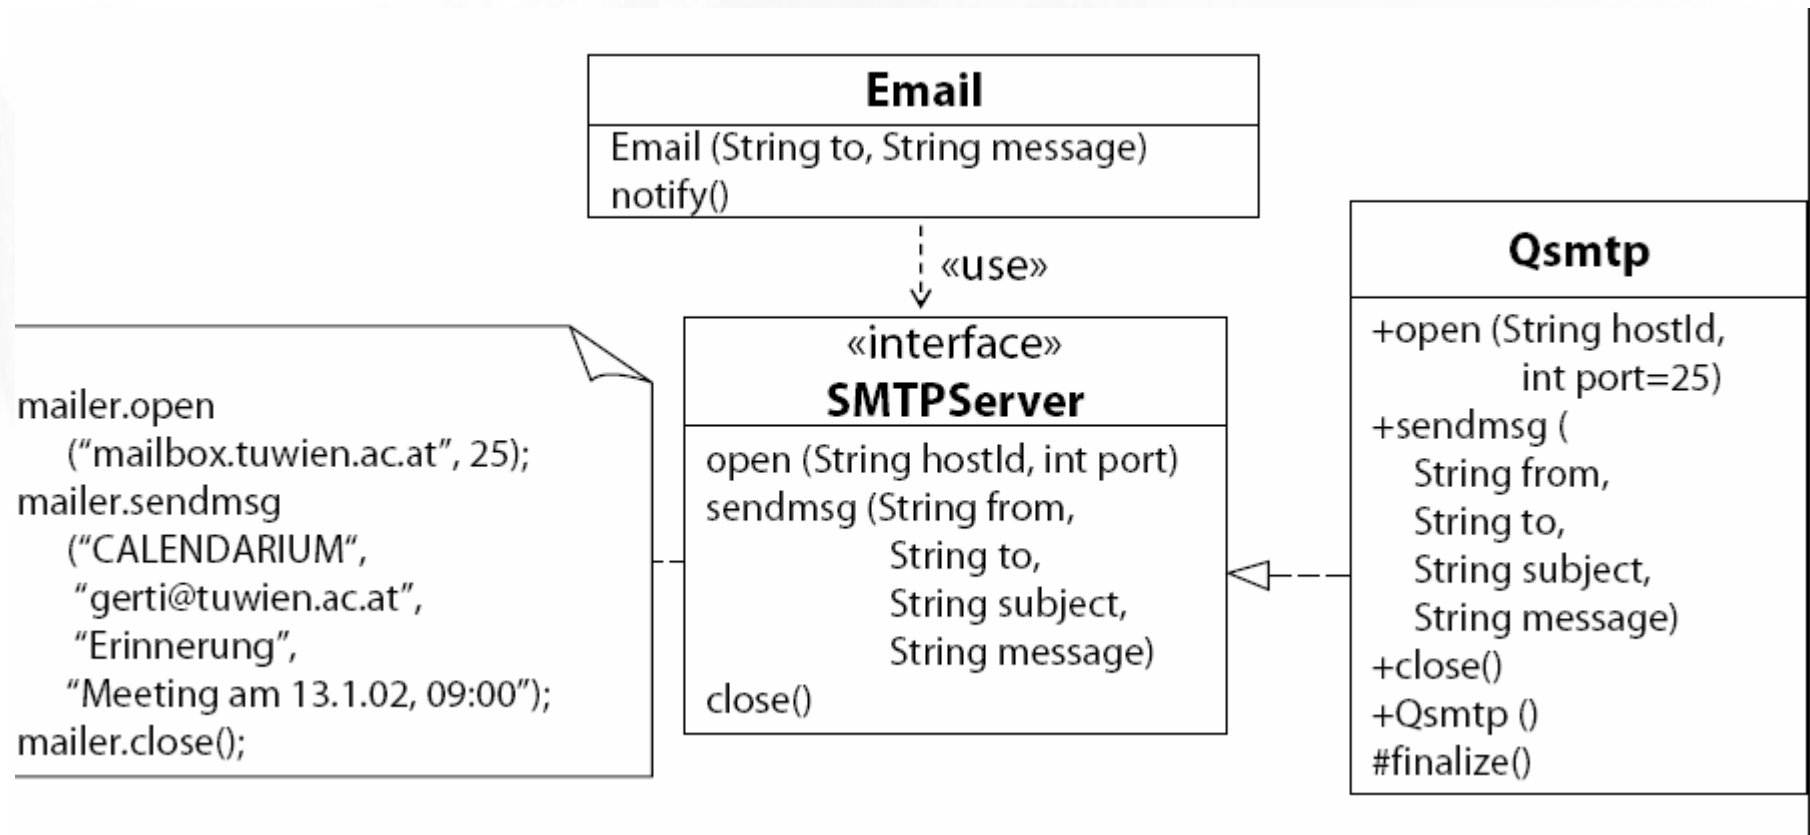 Email
Email (String to, String message)
notify()
«use»
«interface»
SMTPServer
open (String hostId, int port)
sendmsg (String from,
String to,
String subject,
String message)
close()
mailer.open
(“mailbox.tuwien.ac.at”, 25);
mailer.sendmsg
(“CALENDARIUM“,
“gerti@tuwien.ac.at”,
“Erinnerung”,
“Meeting am 13.1.02, 09:00”);
mailer.close();
Qsmtp
+open (String hostId,
int port=25)
+sendmsg (
String from,
String to,
String subject,
String message)
+close()
+Qsmtp ()
#finalize()